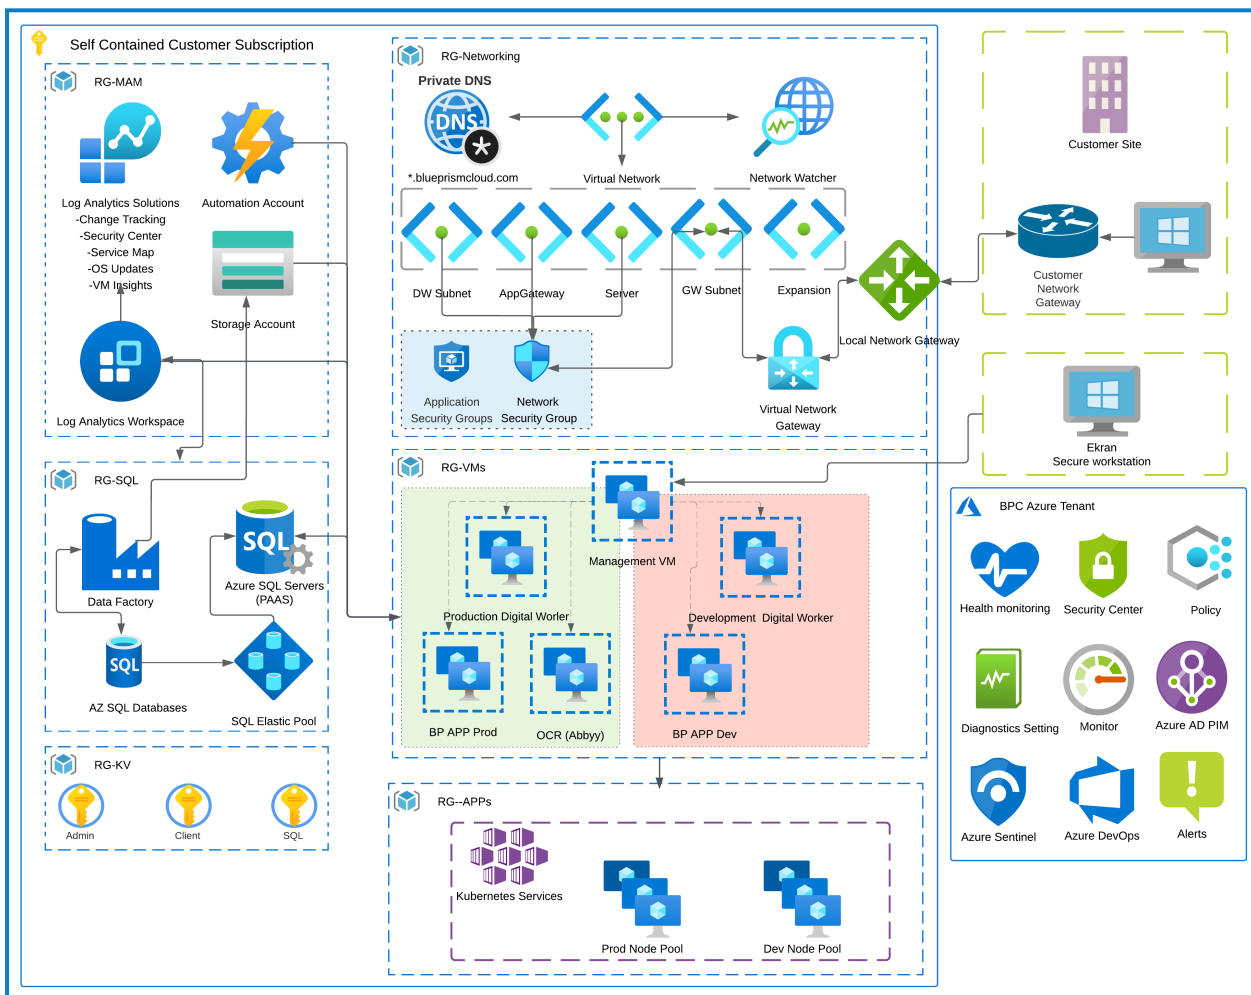 Self Contained Customer Subscription
RG-MAM
Log Analytics Solutions
-Change Tracking
-Security Center
-Service Map
-OS Updates
-VM Insights
Automation Account
Storage Account
Log Analytics Workspace
RG-SQL
SQL
Data Factory
Azure SQL Servers
(PAAS)
SQL
AZ SQL Databases
SQL Elastic Pool
RG-KV
Admin
Client
SQL
RG-Networking
Private DNS
DNS
*.blueprismcloud.com
Virtual Network
Network Watcher
DW Subnet
AppGateway
Server
GW Subnet
Expansion
Application
Security Groups
Network
Security Group
Virtual Network
Gateway
Local Network Gateway
RG-VMs
Management VM
Production Digital Worler
Development Digital Worker
BP APP Prod
OCR (Abbyy)
BP APP Dev
RG--APPs
Kubernetes Services
Prod Node Pool
Dev Node Pool
Customer Site
Customer
Network
Gateway
Ekran
Secure workstation
BPC Azure Tenant
Health monitoring
Security Center
Policy
Diagnostics Setting
Monitor
Azure AD PIM
Azure Sentinel
Azure DevOps
Alerts